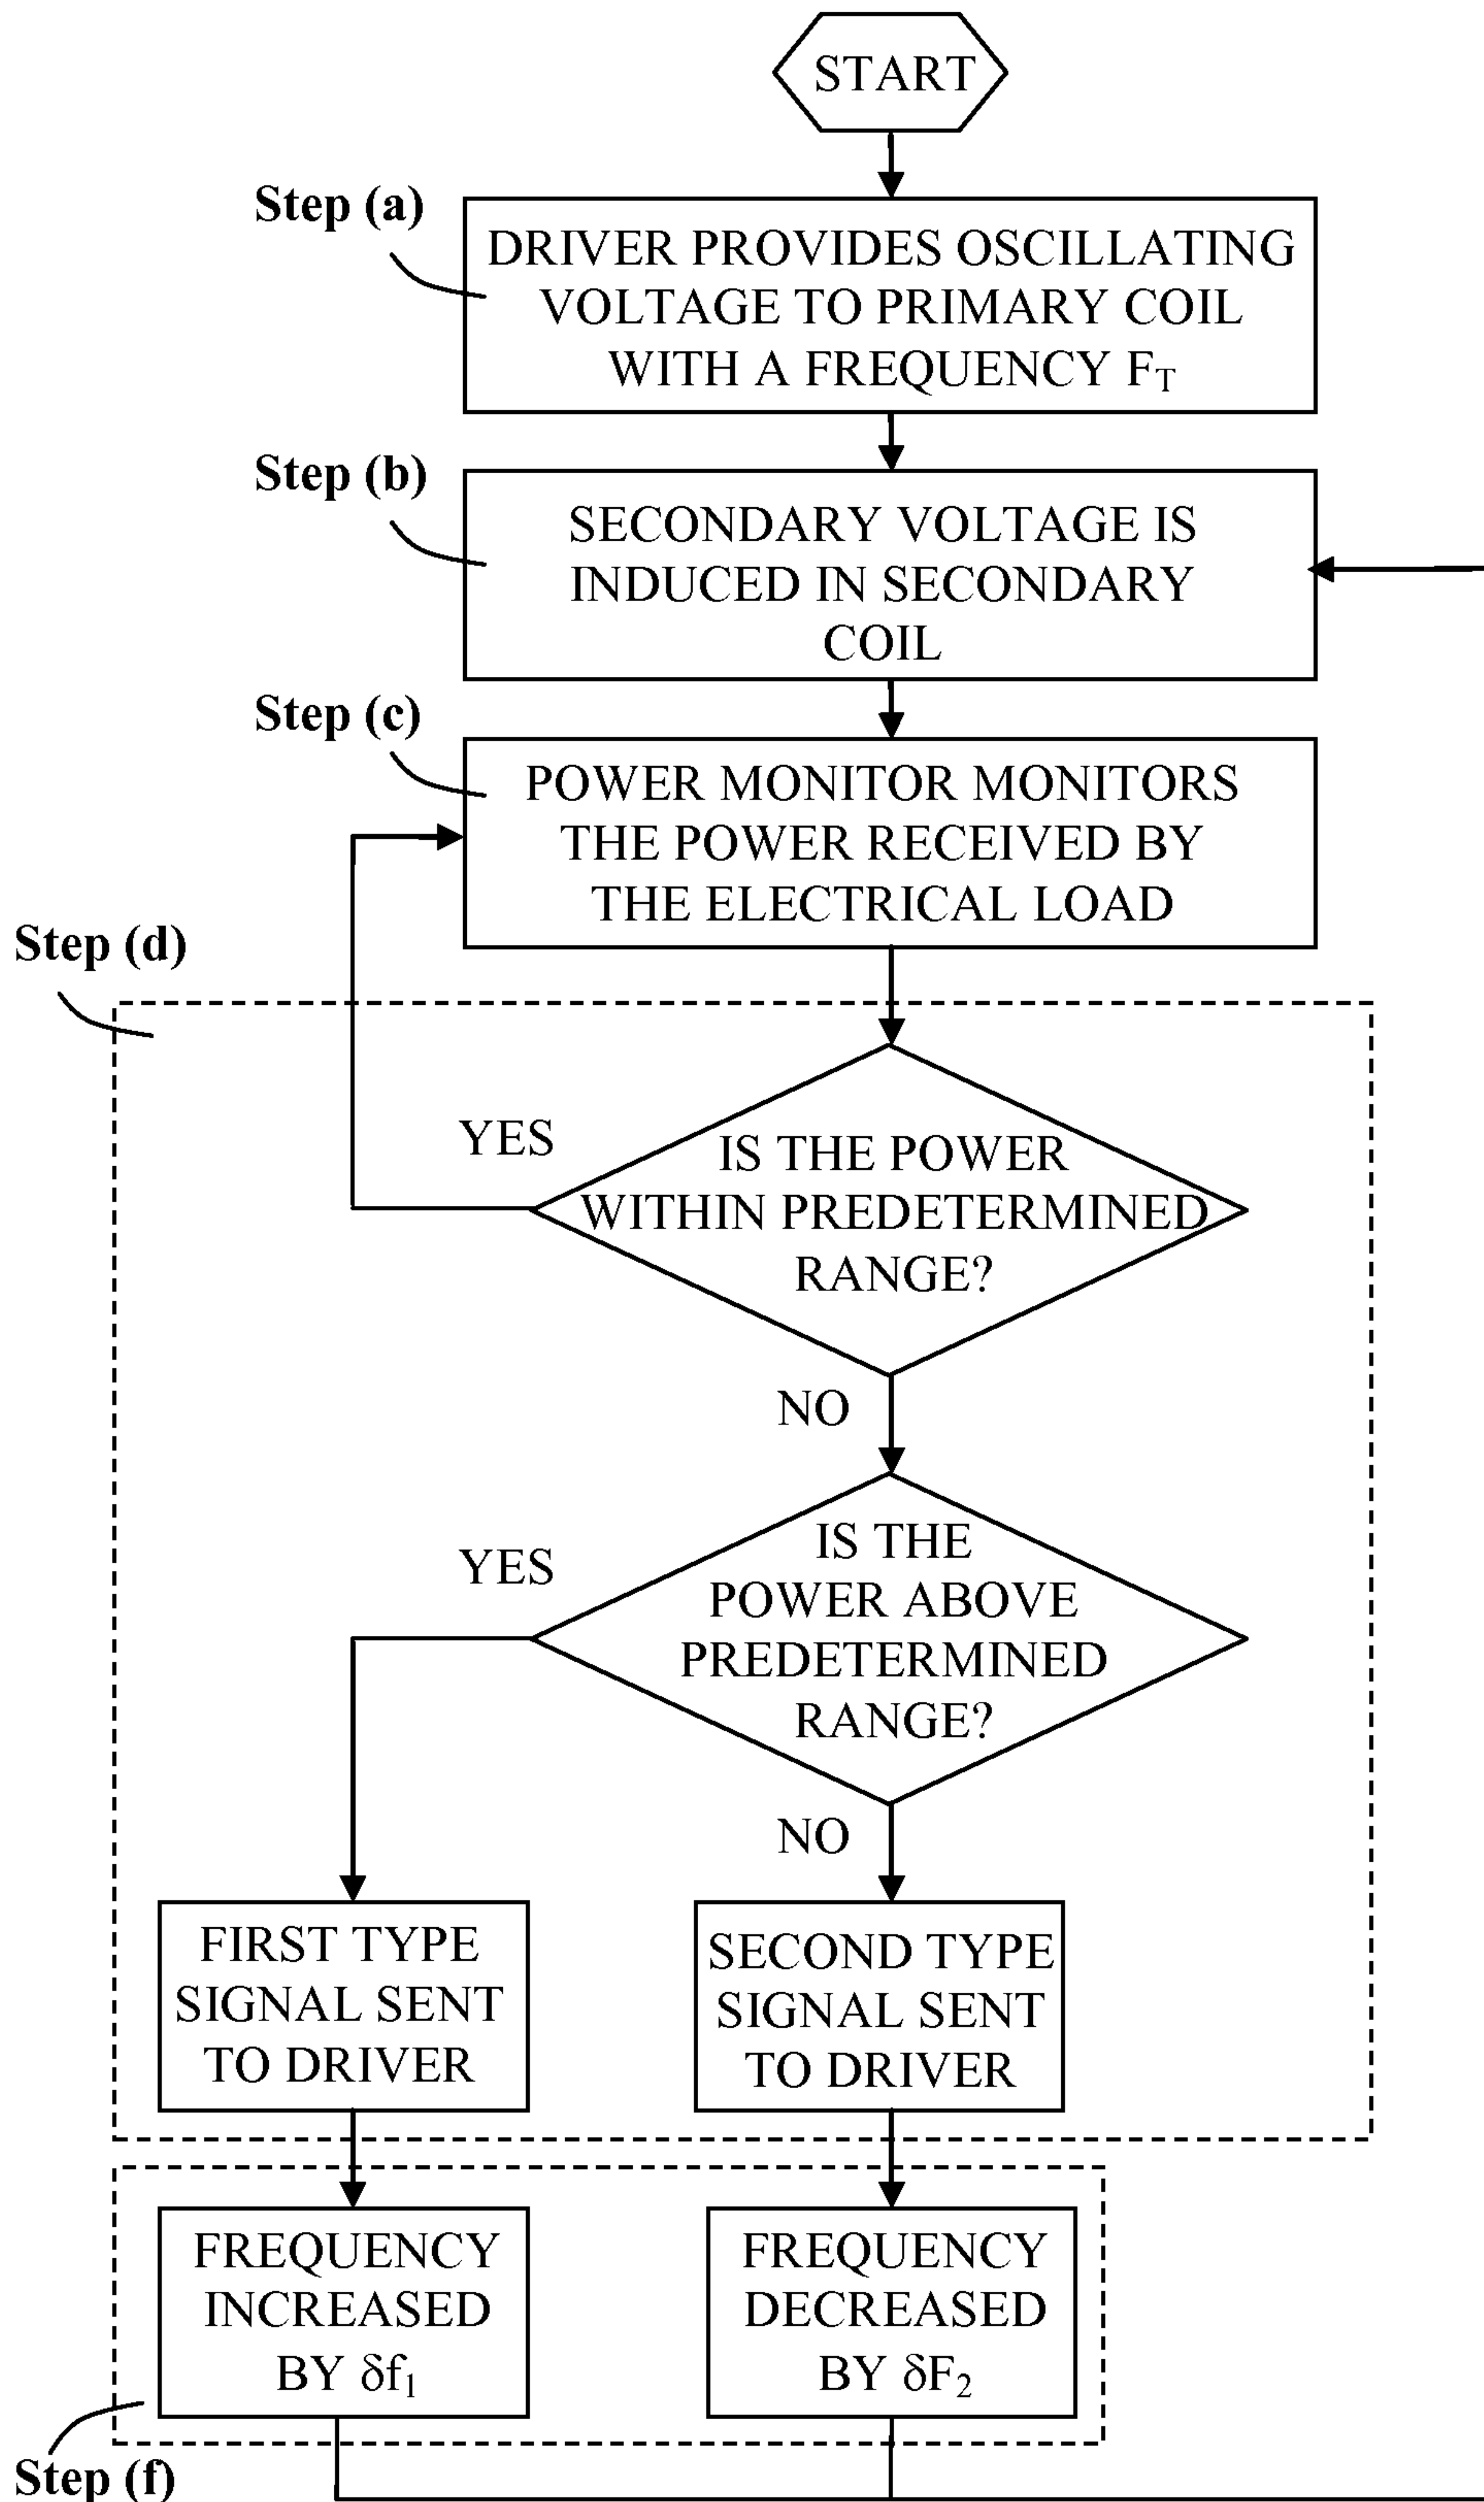 START
Step (a)
DRIVER PROVIDES OSCILLATING
VOLTAGE TO PRIMARY COIL
WITH A FREQUENCY F_T
Step (b)
SECONDARY VOLTAGE IS
INDUCED IN SECONDARY
COIL
Step (c)
POWER MONITOR MONITORS
THE POWER RECEIVED BY
THE ELECTRICAL LOAD
Step (d)
YES
IS THE POWER
WITHIN PREDETERMINED
RANGE?
NO
YES
IS THE
POWER ABOVE
PREDETERMINED
RANGE?
NO
FIRST TYPE
SIGNAL SENT
TO DRIVER
SECOND TYPE
SIGNAL SENT
TO DRIVER
FREQUENCY
INCREASED
BY δf₁
FREQUENCY
DECREASED
BY δF₂
Step (f)